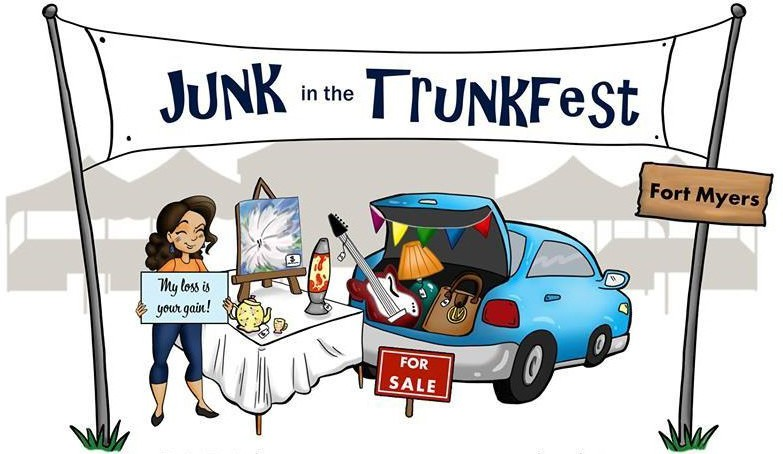 JUNK in the TrUNKFest
Fort Myers
My loss is
your gain!
FOR
SALE